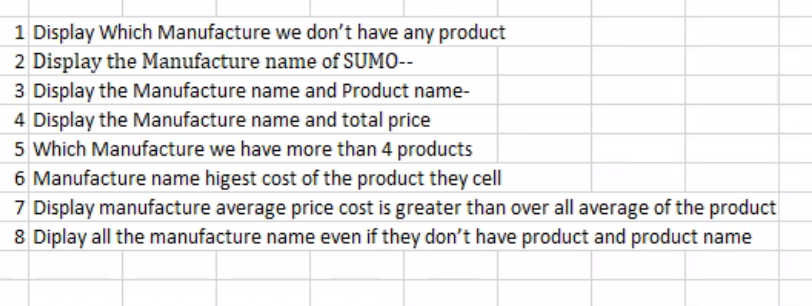 1 Display Which Manufacture we don’t have any product
2 Display the Manufacture name of SUMO--
3 Display the Manufacture name and Product name-
4 Display the Manufacture name and total price
5 Which Manufacture we have more than 4 products
6 Manufacture name higest cost of the product they cell
7 Display manufacture average price cost is greater than over all average of the product
8 Diplay all the manufacture name even if they don’t have product and product name